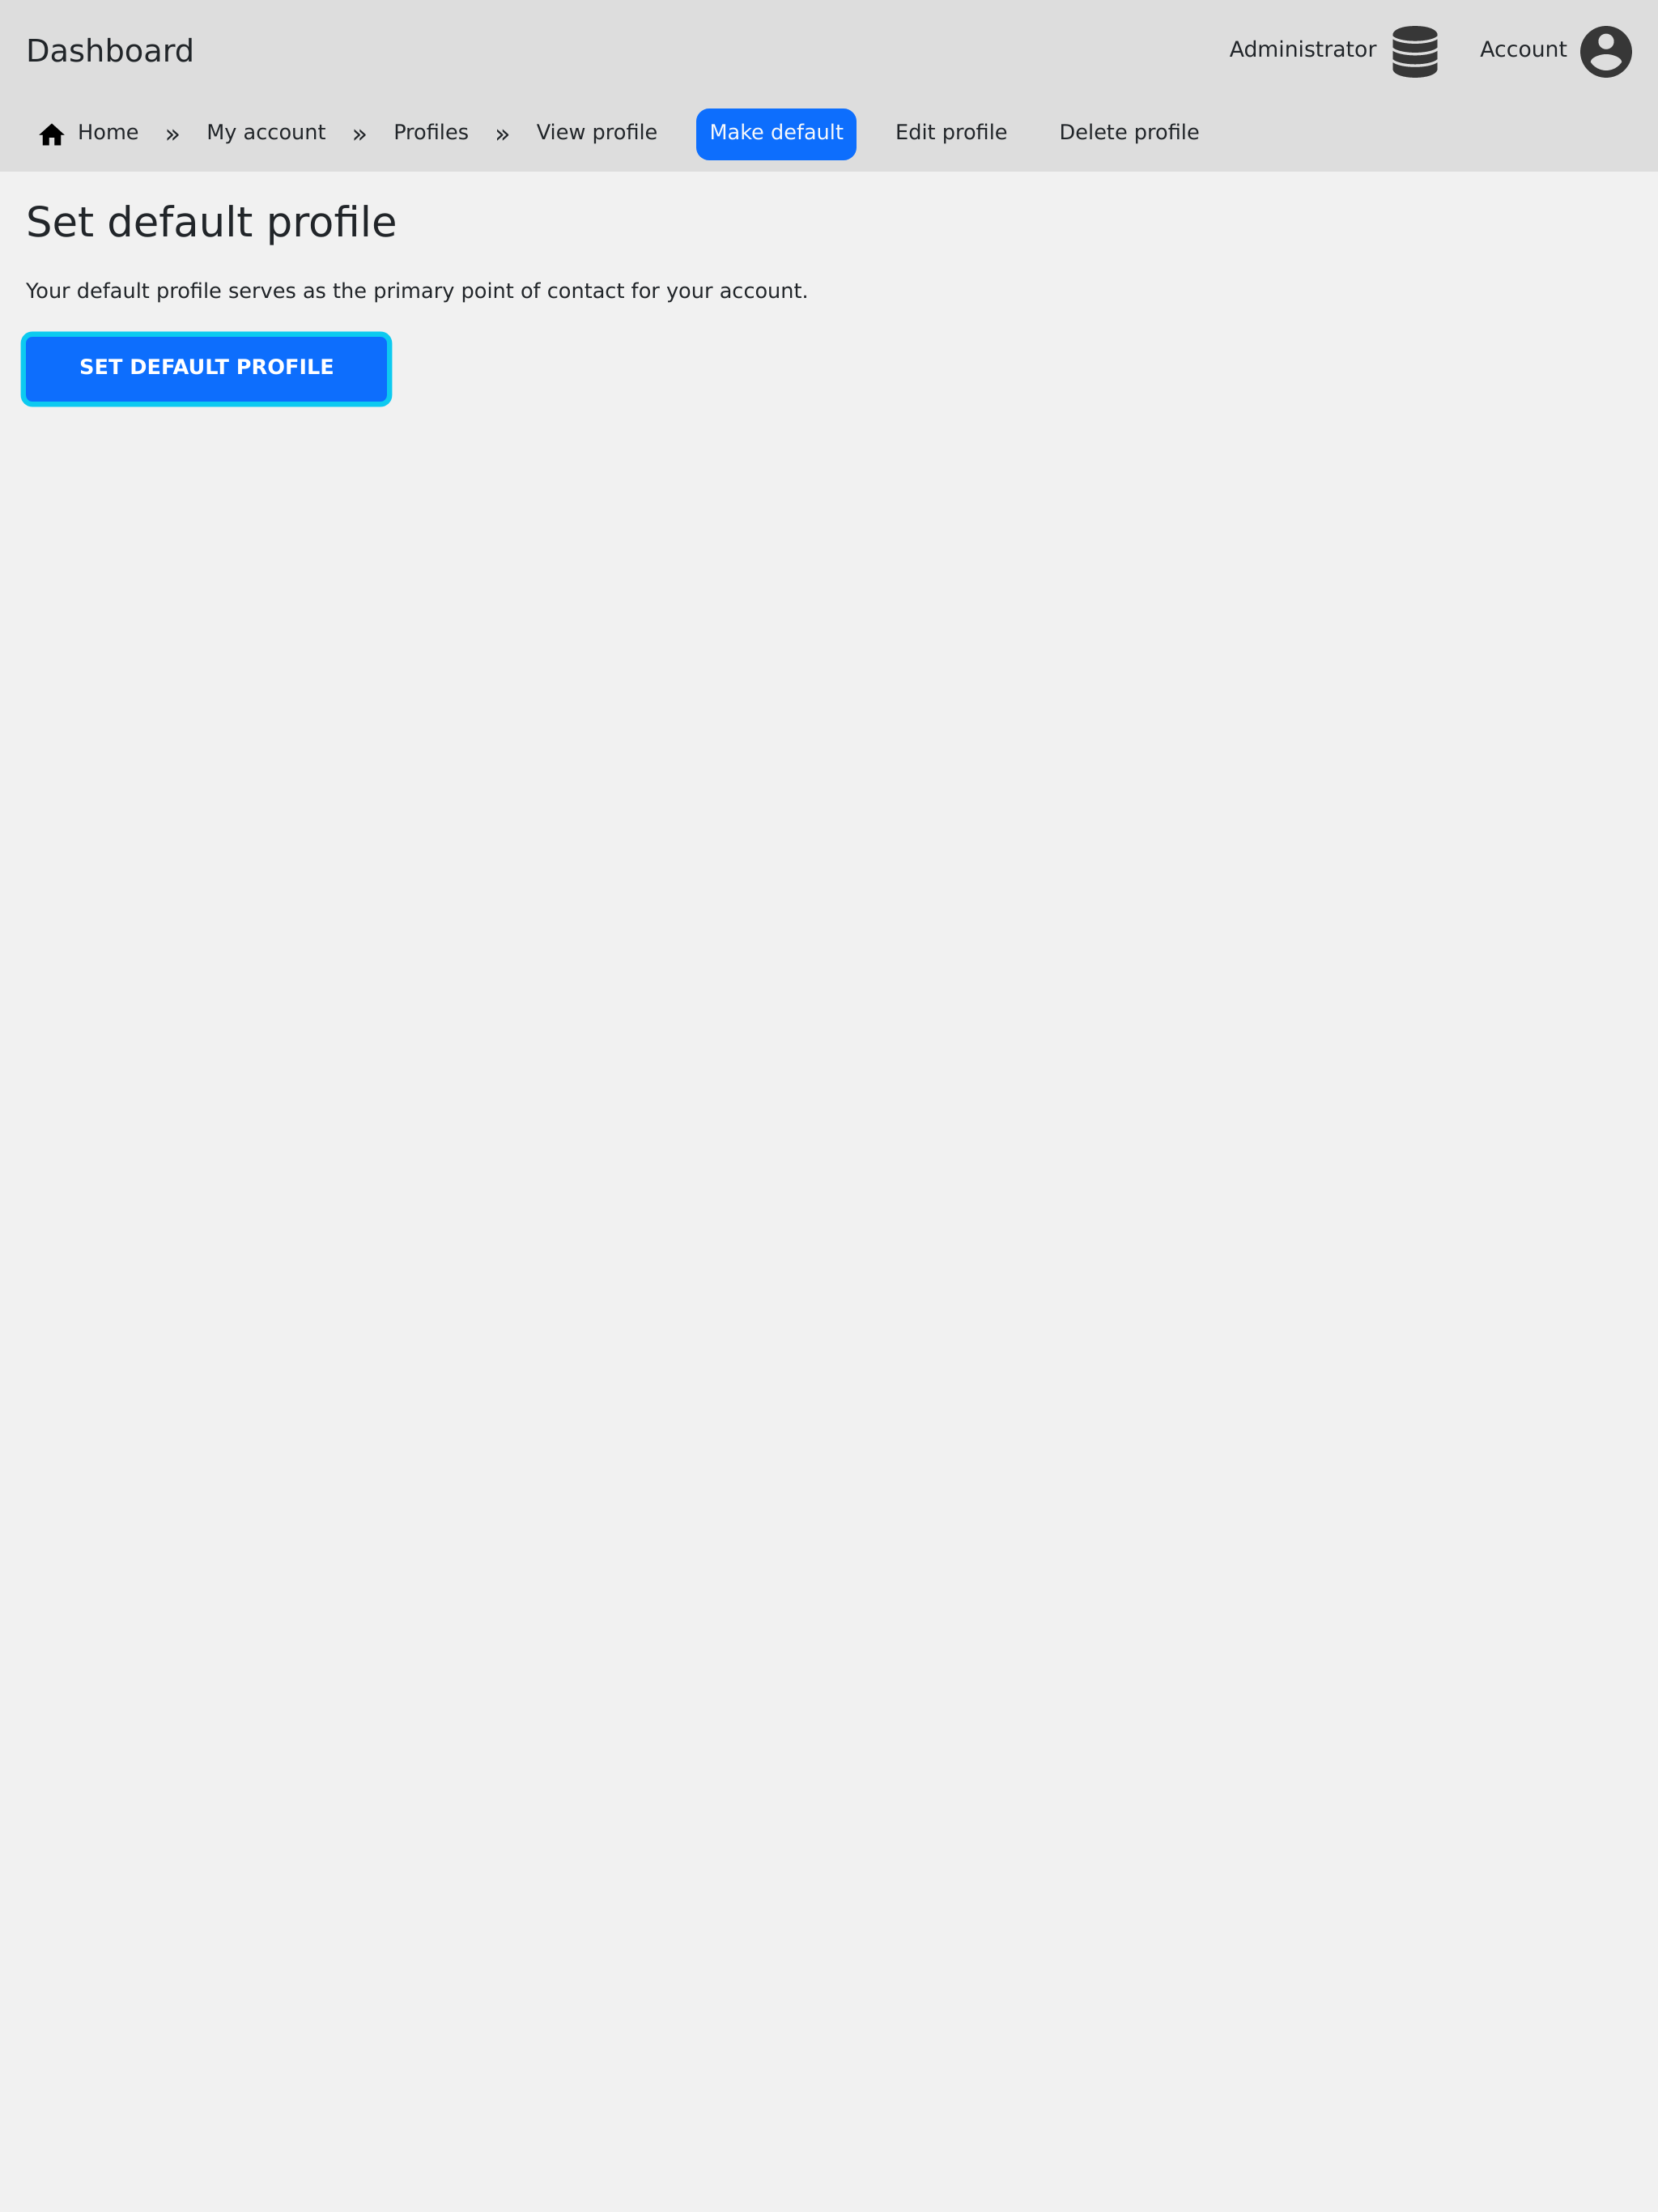 Dashboard
Administrator
Account
Home » My account » Profiles » View profile Make default Edit profile Delete profile
Set default profile
Your default profile serves as the primary point of contact for your account.
SET DEFAULT PROFILE